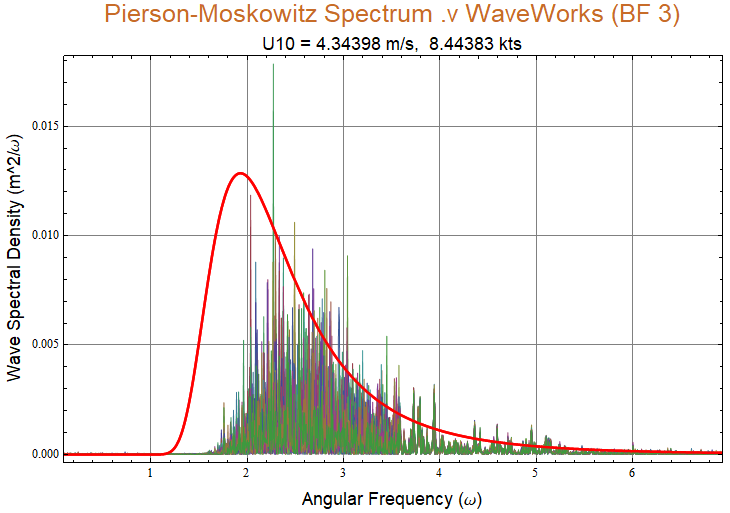 Pierson-Moskowitz Spectrum .v WaveWorks (BF 3)
U10 = 4.34398 m/s, 8.44383 kts
Wave Spectral Density (m^2/ω)
0.015
0.010
0.005
0.000
1 2 3 4 5 6
Angular Frequency (ω)